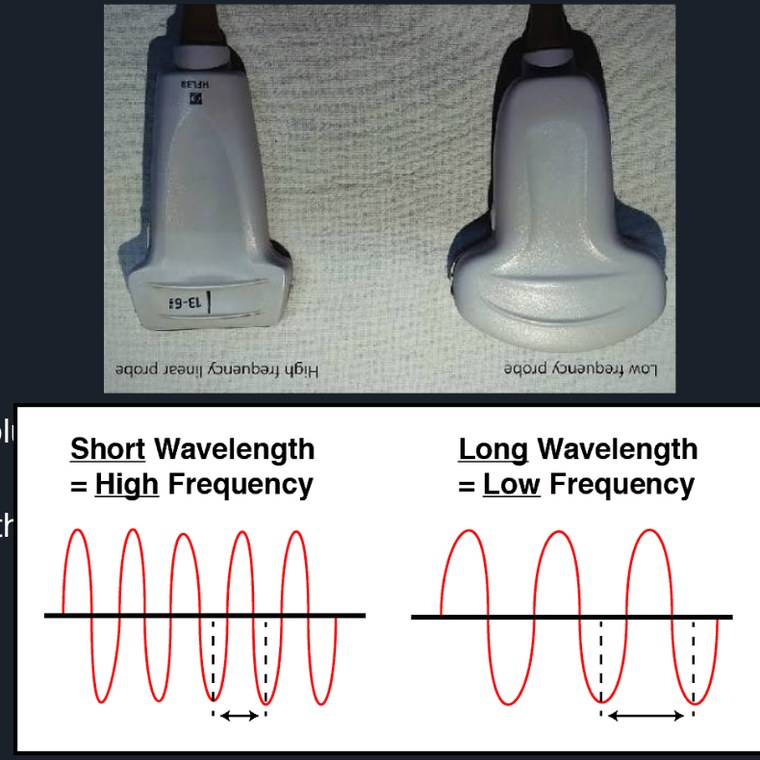 HFL38
13-6
High frequency linear probe
Low frequency probe
Short Wavelength
= High Frequency
Long Wavelength
= Low Frequency